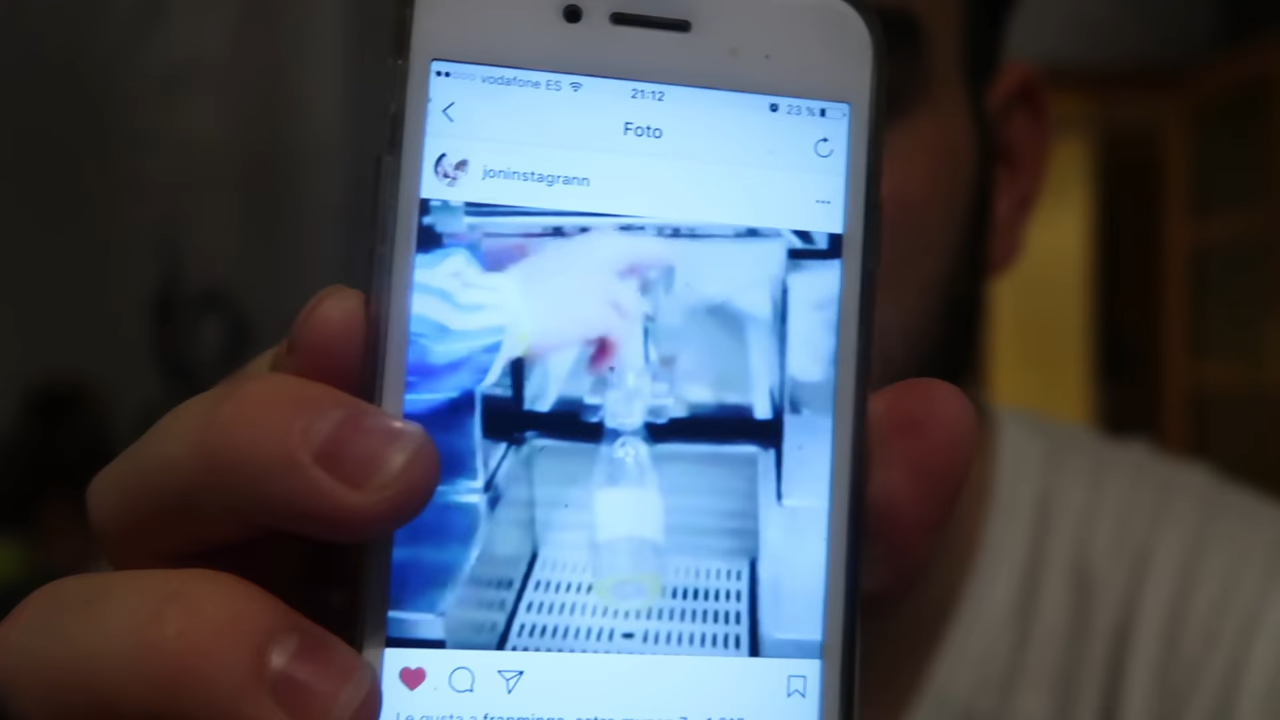 vodafone ES
21:12
23 %
Foto
joninstagrann
Le gusta a